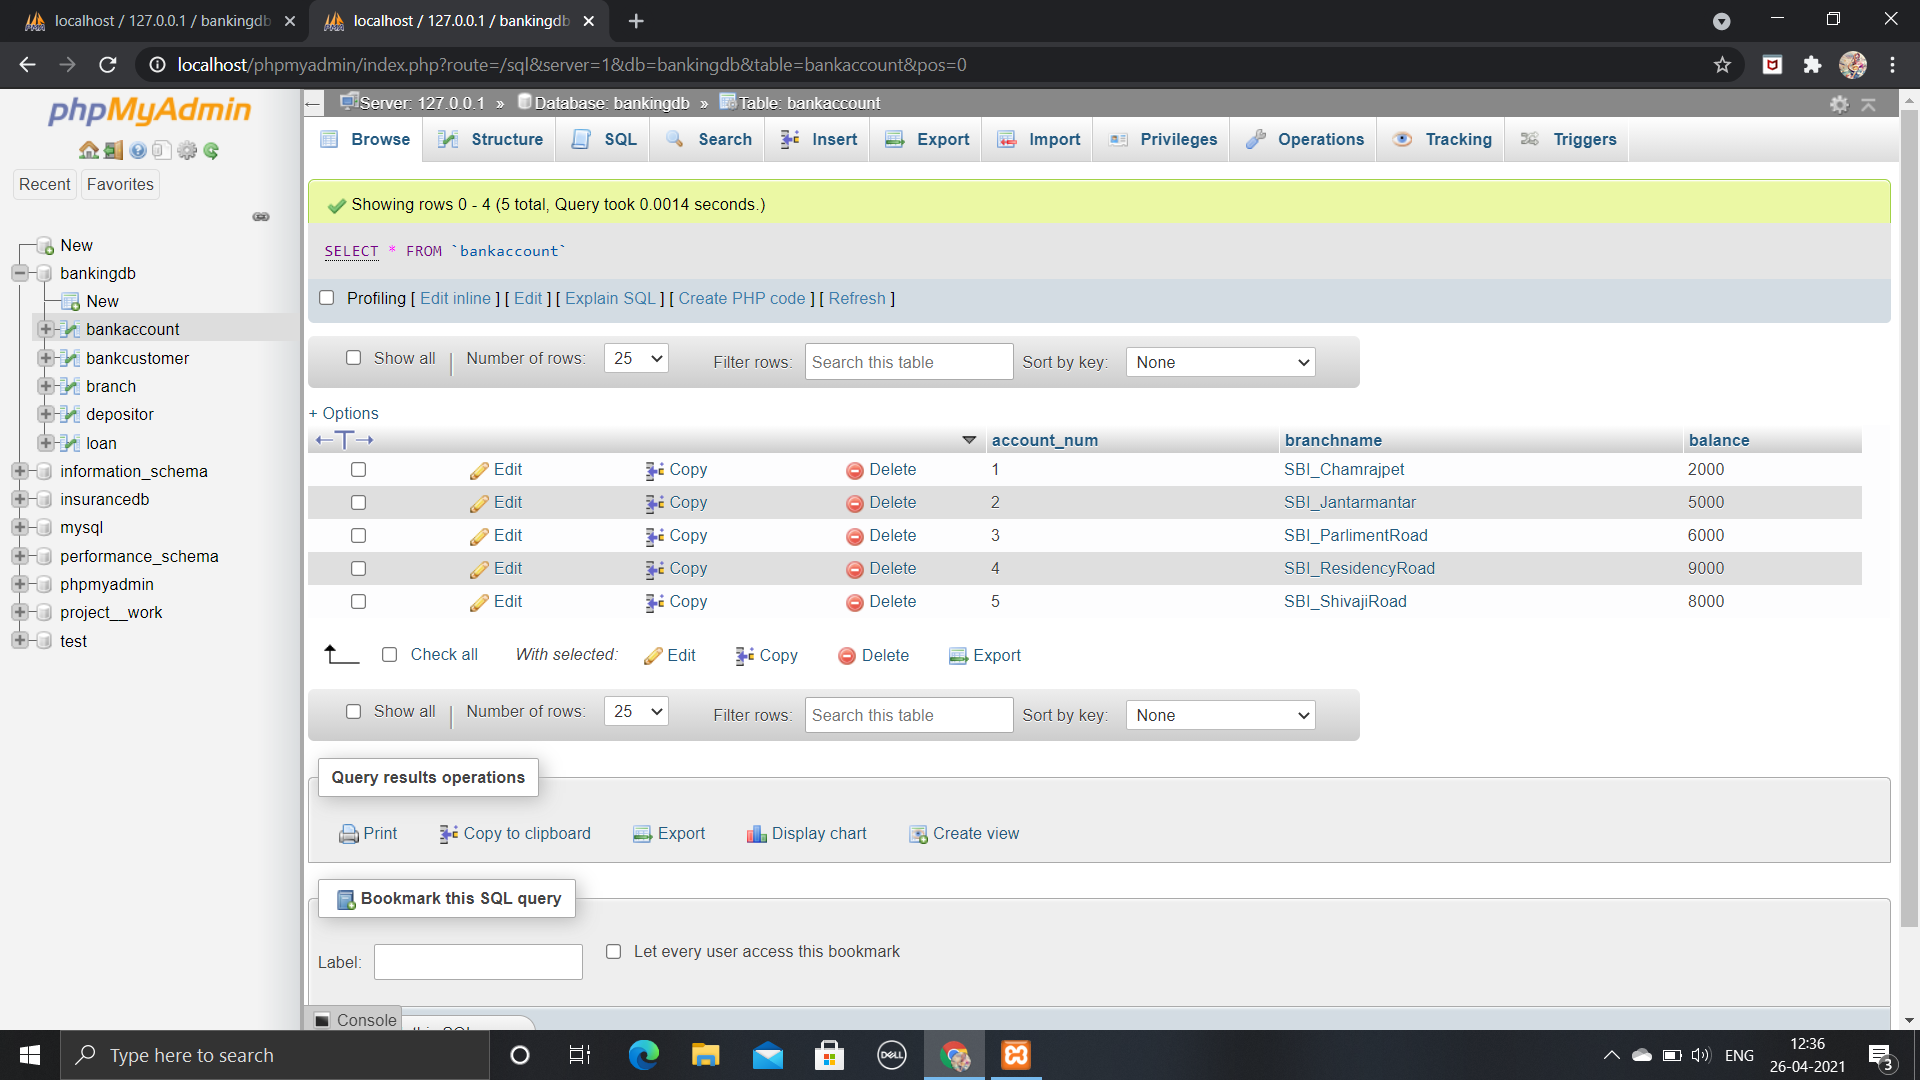 localhost / 127.0.0.1 / bankingdb
localhost / 127.0.0.1 / bankingdb
localhost/phpmyadmin/index.php?route=/sql&server=1&db=bankingdb&table=bankaccount&pos=0
phpMyAdmin
Recent Favorites
New
bankingdb
New
bankaccount
bankcustomer
branch
depositor
loan
information_schema
insurancedb
mysql
performance_schema
phpmyadmin
project__work
test
Server: 127.0.0.1 » Database: bankingdb » Table: bankaccount
Browse Structure SQL Search Insert Export Import Privileges Operations Tracking Triggers
Showing rows 0 - 4 (5 total, Query took 0.0014 seconds.)
SELECT * FROM `bankaccount`
Profiling [ Edit inline ] [ Edit ] [ Explain SQL ] [ Create PHP code ] [ Refresh ]
Show all | Number of rows: 25 Filter rows: Search this table Sort by key: None
+ Options
←T→ account_num branchname balance
Edit Copy Delete 1 SBI_Chamrajpet 2000
Edit Copy Delete 2 SBI_Jantarmantar 5000
Edit Copy Delete 3 SBI_ParlimentRoad 6000
Edit Copy Delete 4 SBI_ResidencyRoad 9000
Edit Copy Delete 5 SBI_ShivajiRoad 8000
Check all With selected: Edit Copy Delete Export
Show all | Number of rows: 25 Filter rows: Search this table Sort by key: None
Query results operations
Print Copy to clipboard Export Display chart Create view
Bookmark this SQL query
Label: Let every user access this bookmark
Console
Type here to search
DELL
ENG
12:36
26-04-2021
3